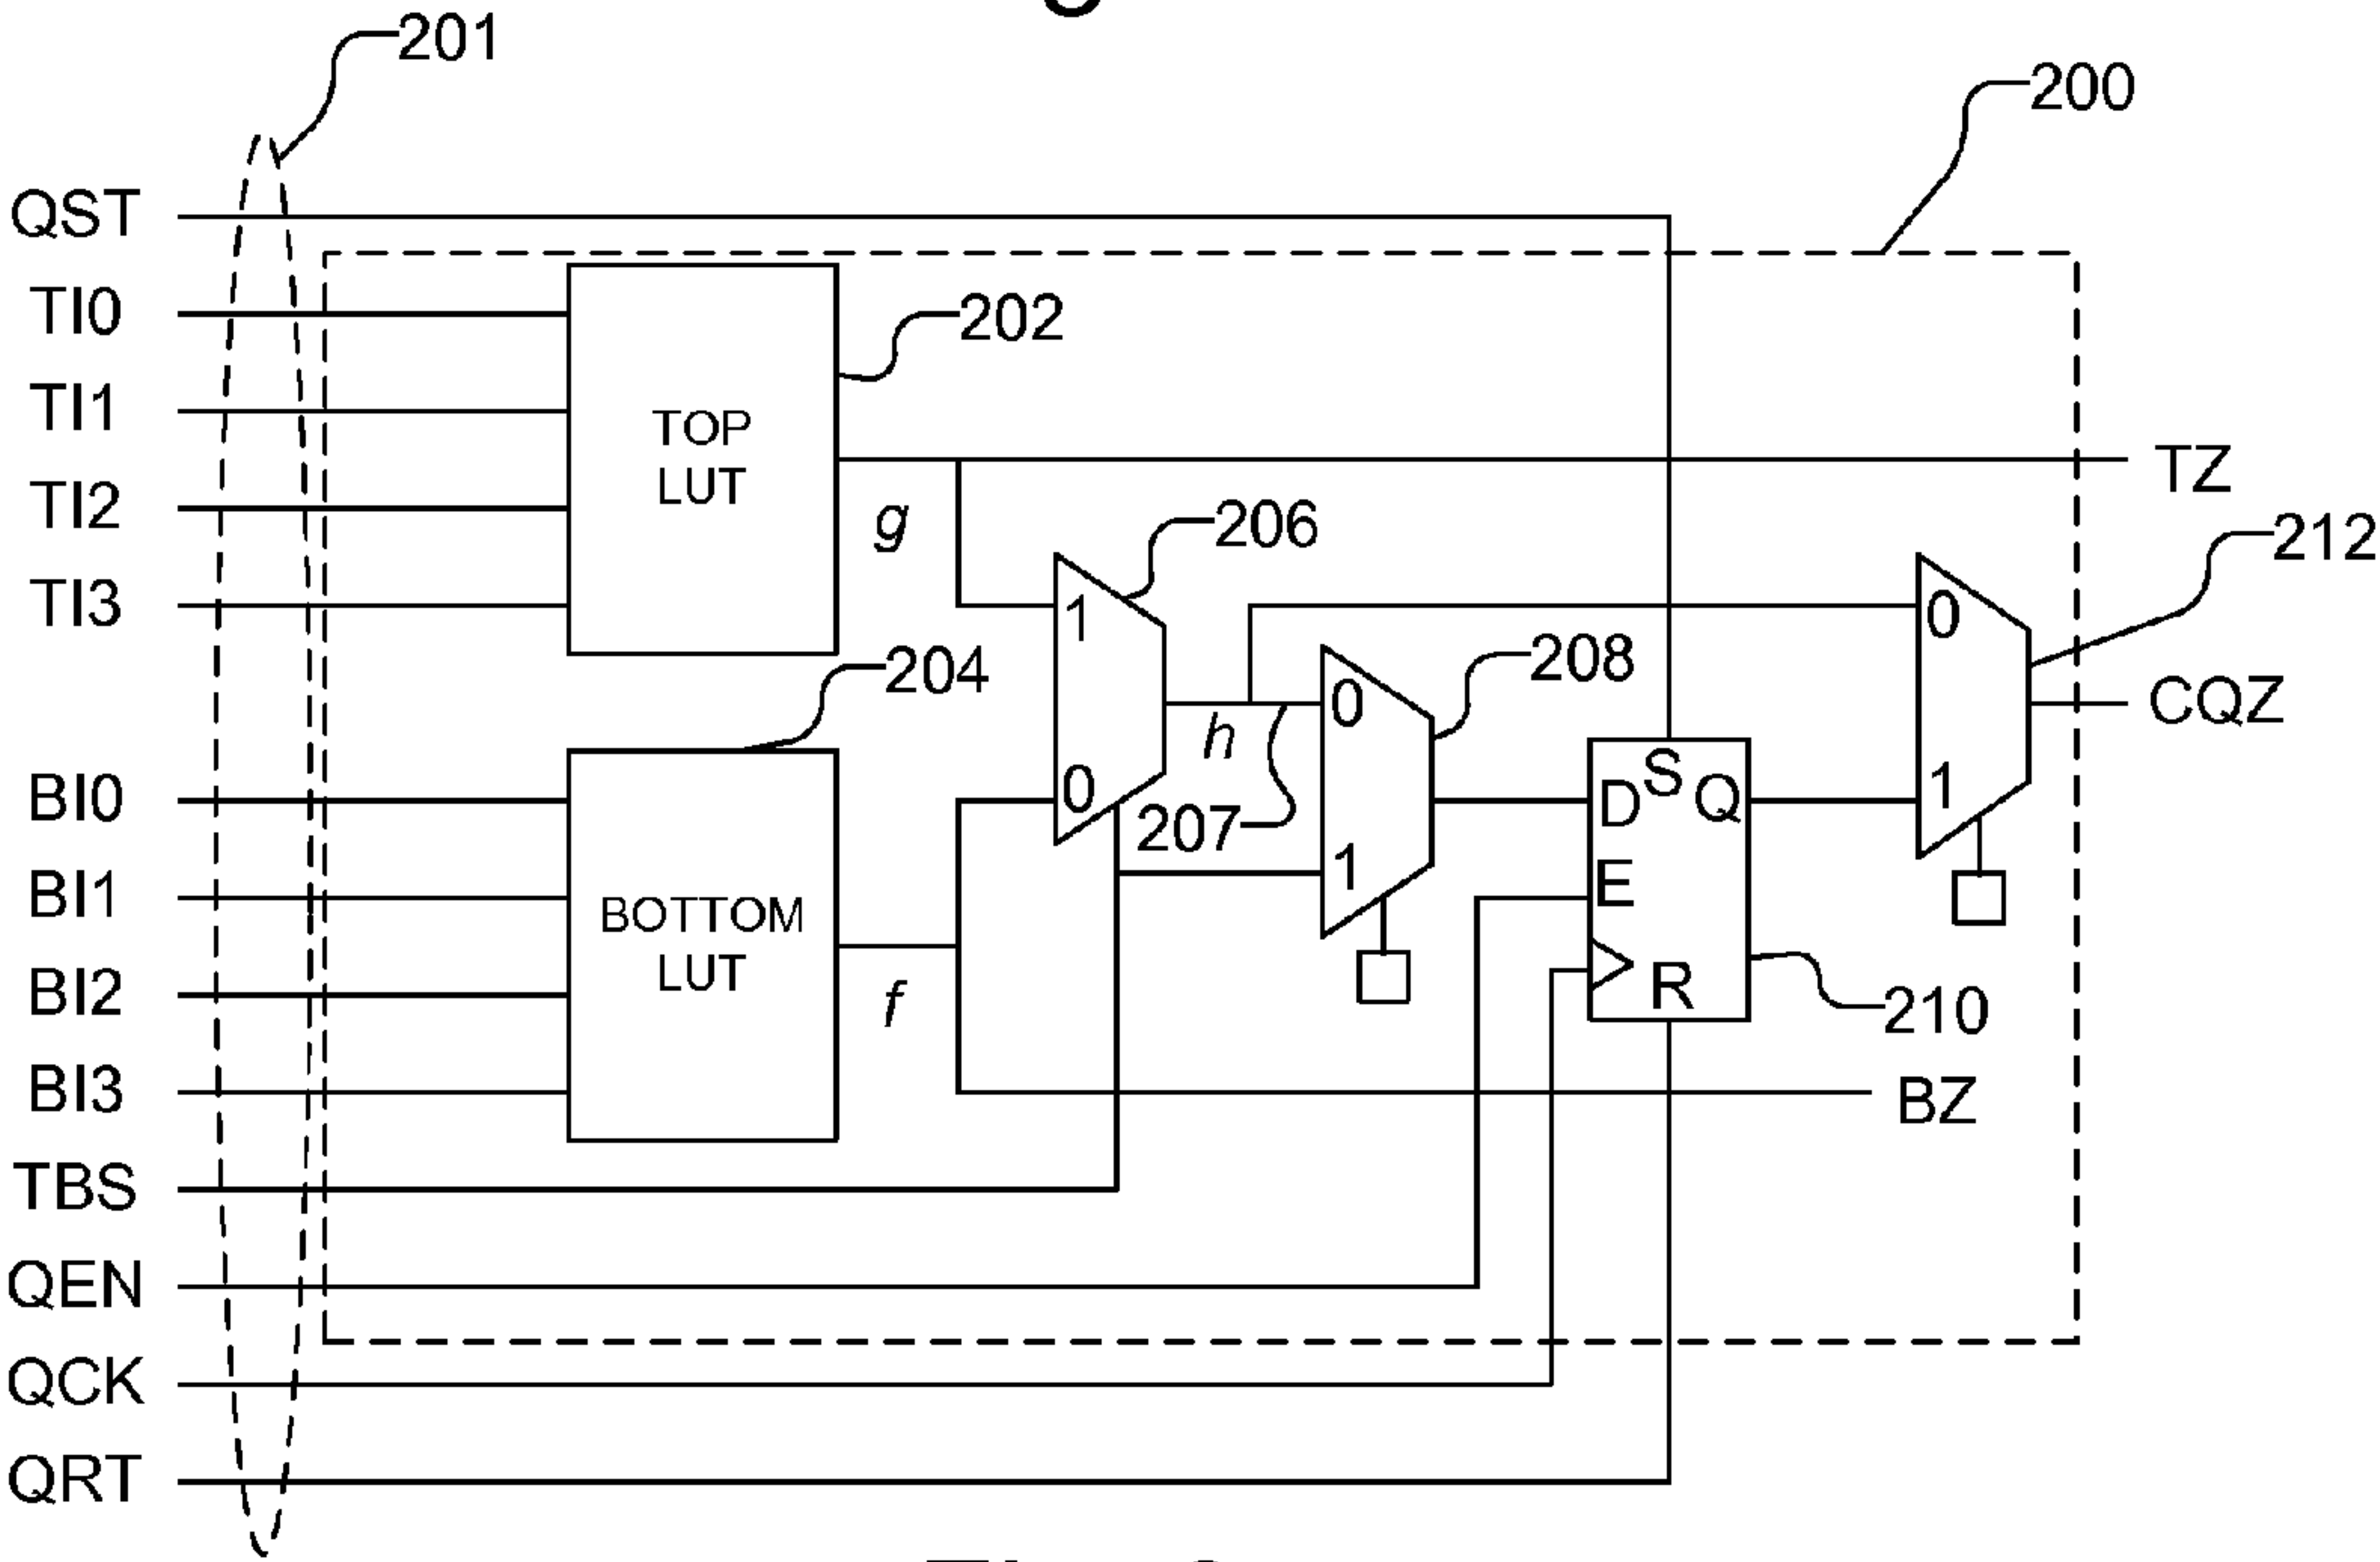 201
200
QST
TI0
202
TI1
TOP
LUT
TZ
TI2
g
206
212
TI3
1
0
204
208
0
CQZ
h
BI0
0
207
D
S
Q
1
BI1
1
E
BOTTOM
LUT
BI2
f
R
210
BI3
BZ
TBS
QEN
QCK
QRT